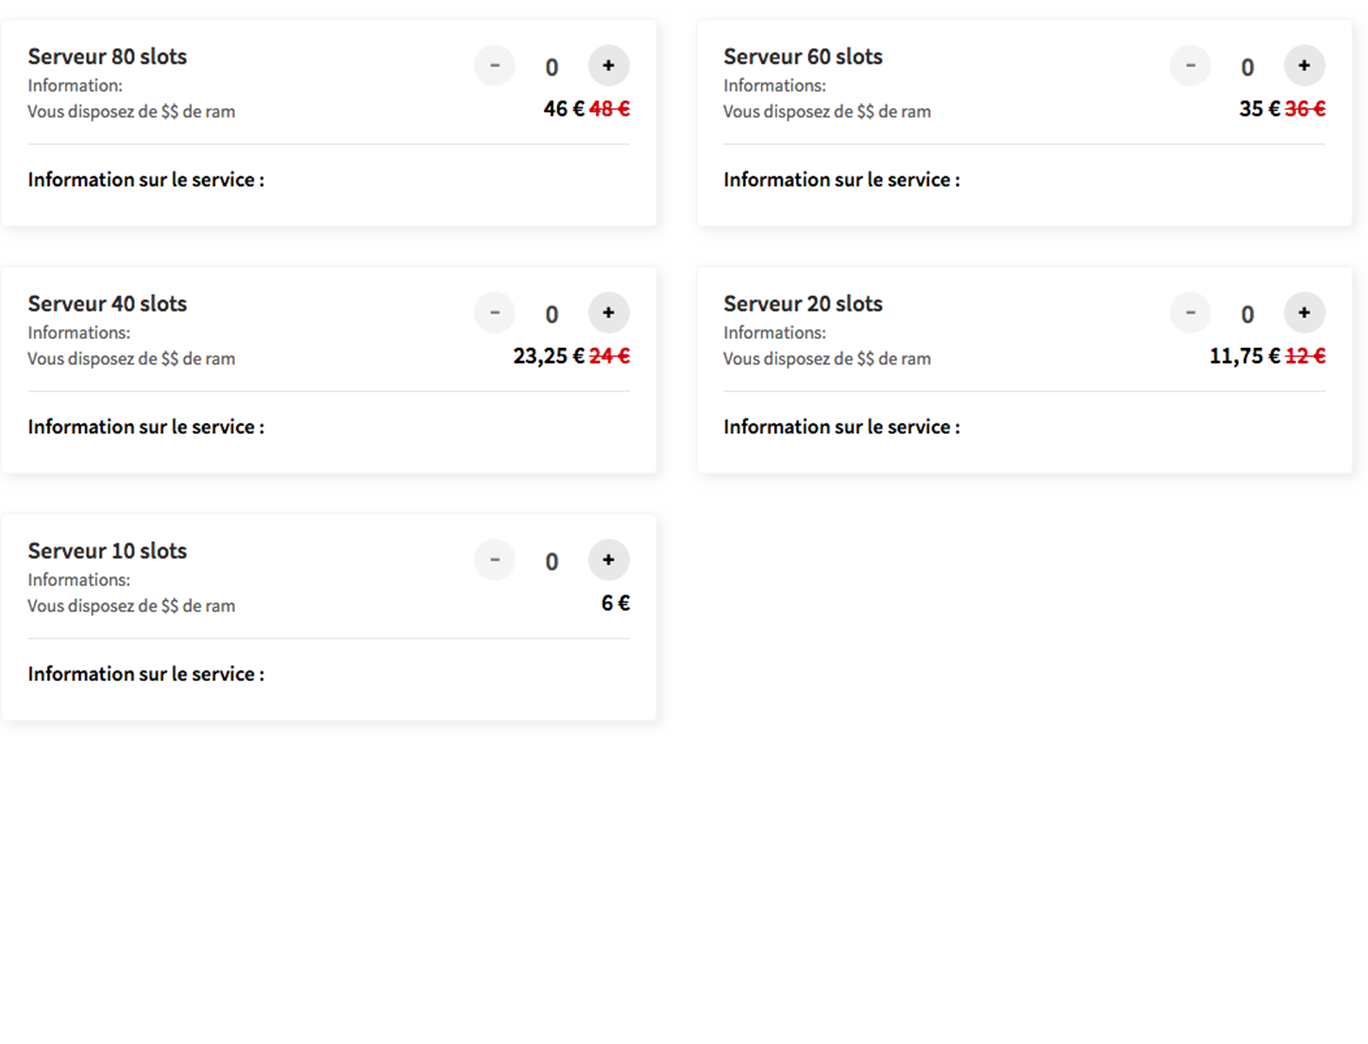 Serveur 80 slots
- 0 +
Information:
Vous disposez de $$ de ram
46 € 48 €
Information sur le service :
Serveur 60 slots
- 0 +
Informations:
Vous disposez de $$ de ram
35 € 36 €
Information sur le service :
Serveur 40 slots
- 0 +
Informations:
Vous disposez de $$ de ram
23,25 € 24 €
Information sur le service :
Serveur 20 slots
- 0 +
Informations:
Vous disposez de $$ de ram
11,75 € 12 €
Information sur le service :
Serveur 10 slots
- 0 +
Informations:
Vous disposez de $$ de ram
6 €
Information sur le service :